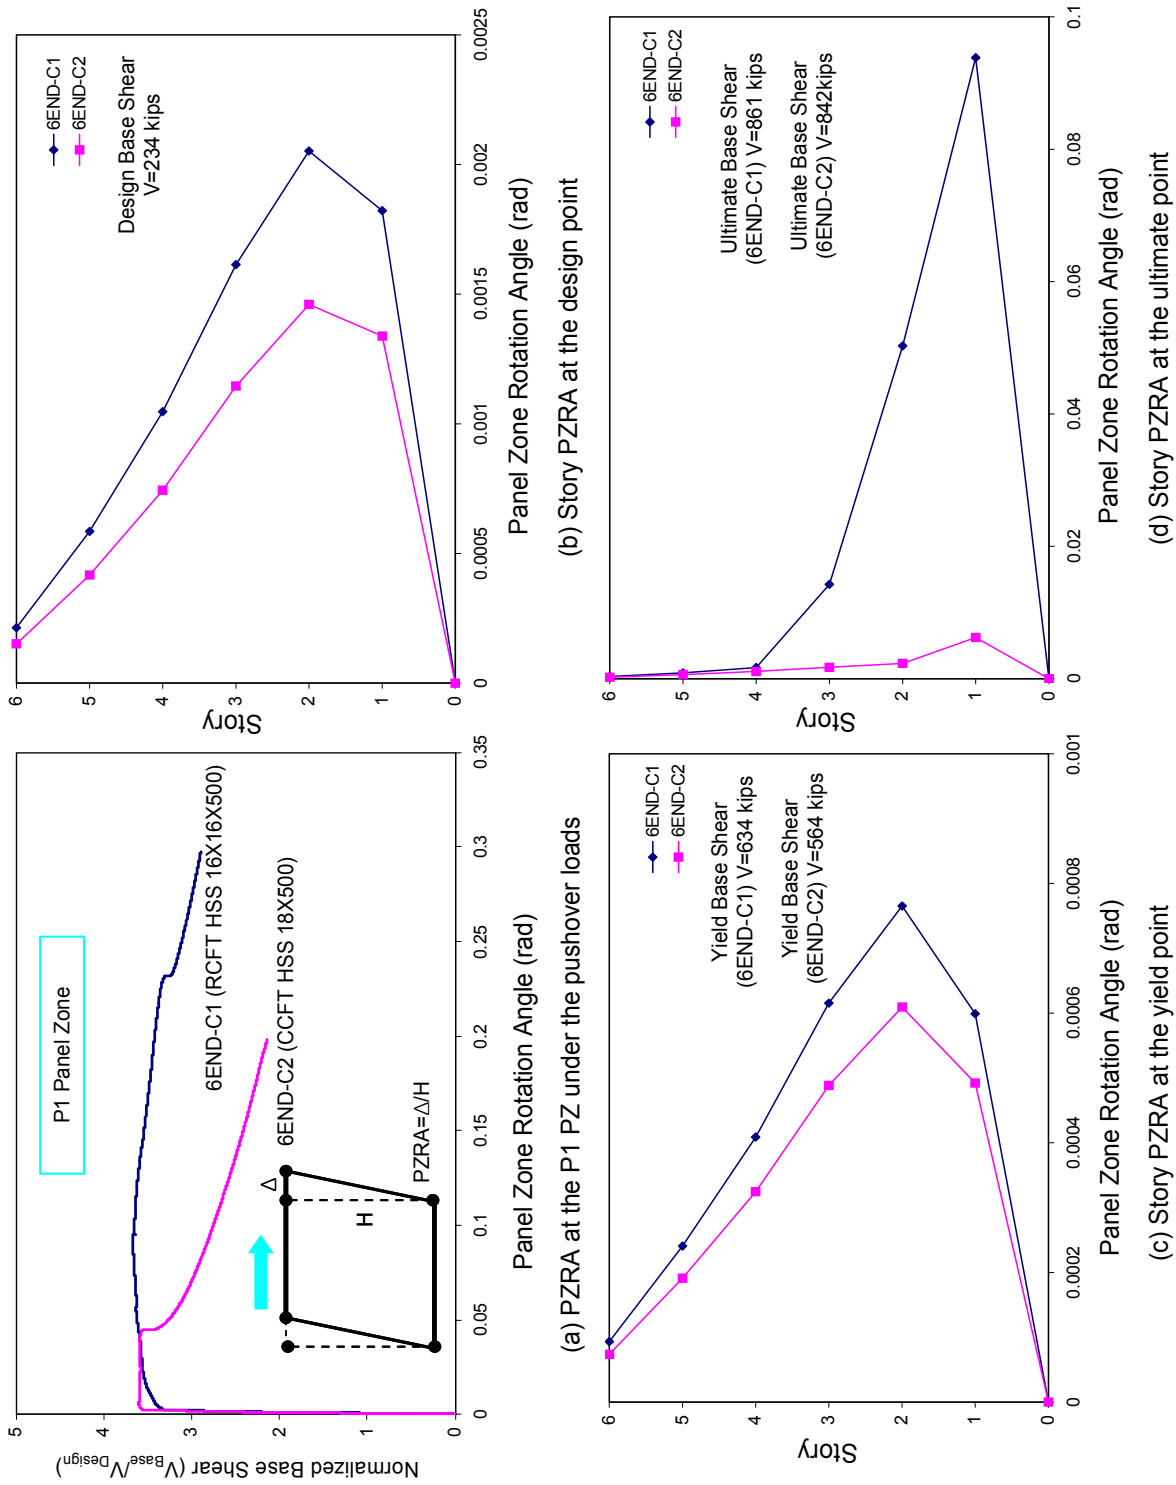 P1 Panel Zone
6END-C1 (RCFT HSS 16X16X500)
6END-C2 (CCFT HSS 18X500)
Δ
H
PZRA=Δ/H
5
4
3
2
1
0
Normalized Base Shear (V_Base/V_Design)
0
0.05
0.1
0.15
0.2
0.25
0.3
0.35
Panel Zone Rotation Angle (rad)
(a) PZRA at the P1 PZ under the pushover loads
6END-C1
6END-C2
Design Base Shear
V=234 kips
6
5
4
3
2
1
0
Story
0
0.0005
0.001
0.0015
0.002
0.0025
Panel Zone Rotation Angle (rad)
(b) Story PZRA at the design point
6END-C1
6END-C2
Yield Base Shear
(6END-C1) V=634 kips
Yield Base Shear
(6END-C2) V=564 kips
6
5
4
3
2
1
0
Story
0
0.0002
0.0004
0.0006
0.0008
0.001
Panel Zone Rotation Angle (rad)
(c) Story PZRA at the yield point
6END-C1
6END-C2
Ultimate Base Shear
(6END-C1) V=861 kips
Ultimate Base Shear
(6END-C2) V=842kips
6
5
4
3
2
1
0
0
0.02
0.04
0.06
0.08
0.1
Panel Zone Rotation Angle (rad)
(d) Story PZRA at the ultimate point